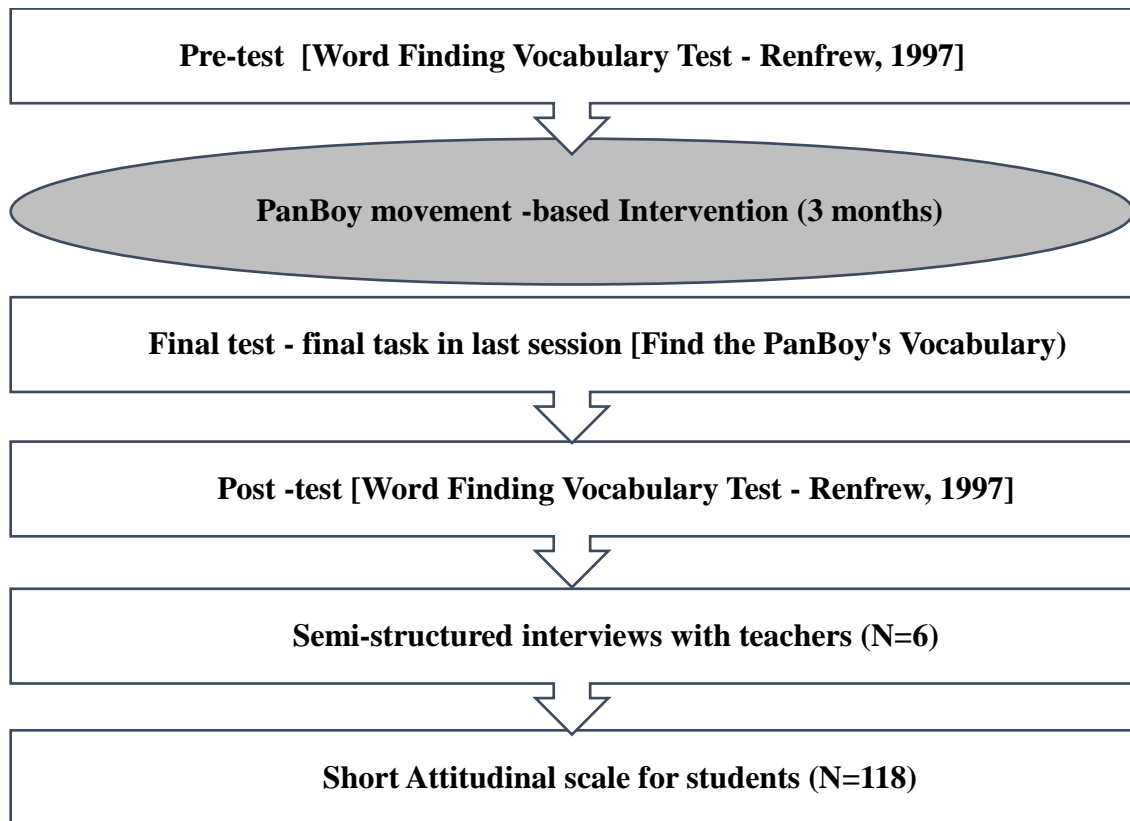 Pre-test  [Word Finding Vocabulary Test - Renfrew, 1997]
PanBoy movement -based Intervention (3 months)
Final test - final task in last session [Find the PanBoy's Vocabulary)
Post -test [Word Finding Vocabulary Test - Renfrew, 1997]
Semi-structured interviews with teachers (N=6)
Short Attitudinal scale for students (N=118)